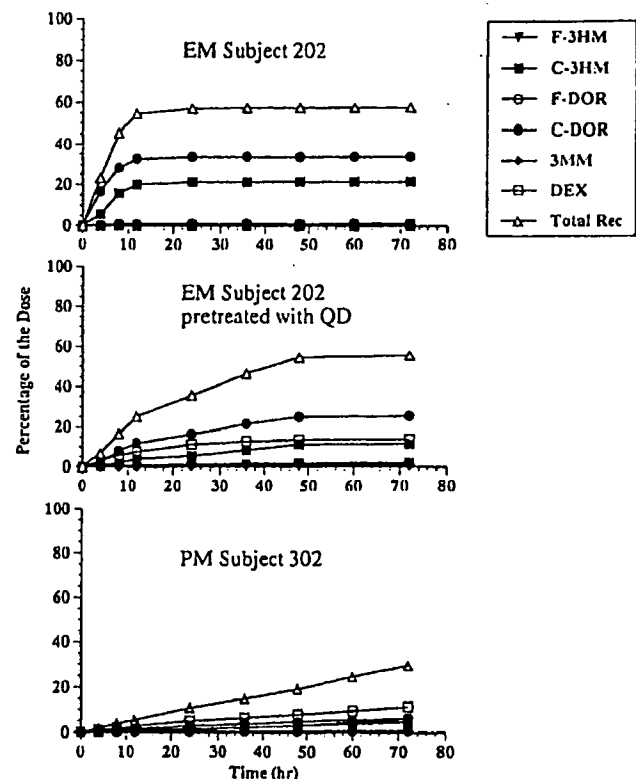 EM Subject 202
100
80
60
40
20
0
0 10 20 30 40 50 60 70 80
F-3HM
C-3HM
F-DOR
C-DOR
3MM
DEX
Total Rec
Percentage of the Dose
EM Subject 202
pretreated with QD
100
80
60
40
20
0
0 10 20 30 40 50 60 70 80
PM Subject 302
100
80
60
40
20
0
0 10 20 30 40 50 60 70 80
Time (hr)